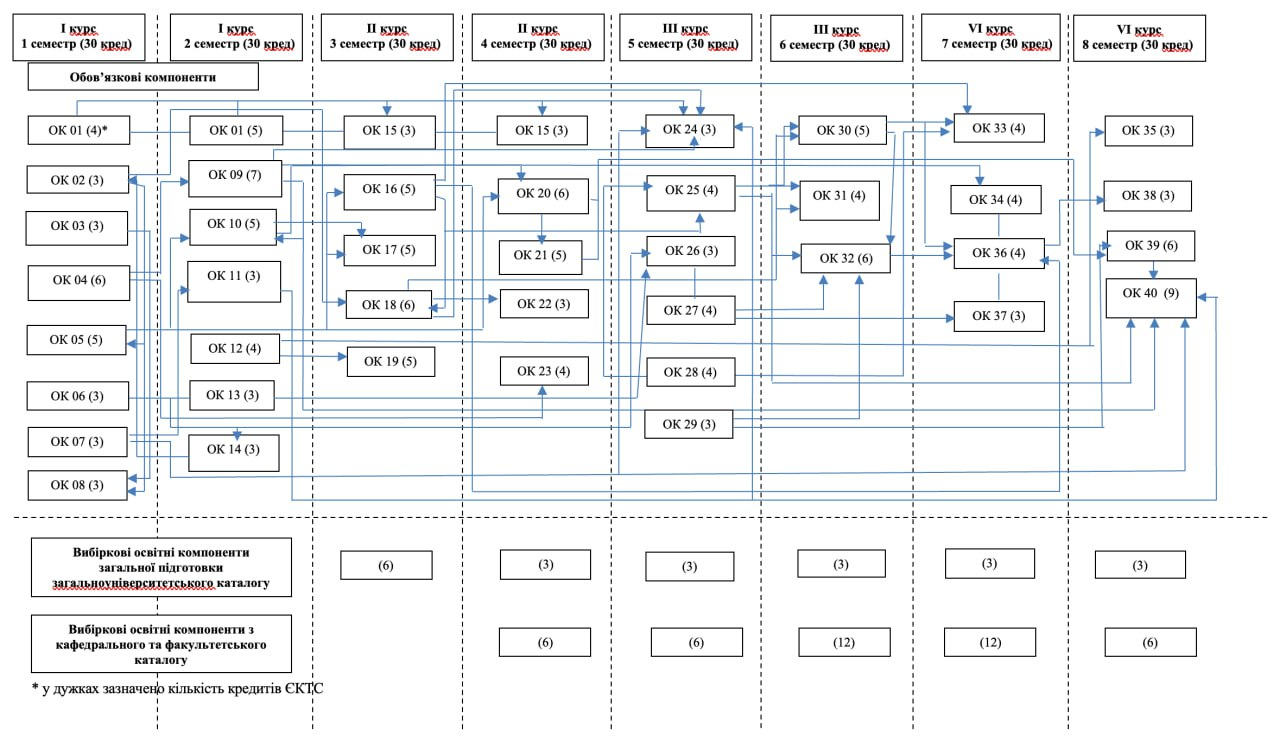 І курс
1 семестр (30 кред)
І курс
2 семестр (30 кред)
ІІ курс
3 семестр (30 кред)
ІІ курс
4 семестр (30 кред)
ІІІ курс
5 семестр (30 кред)
ІІІ курс
6 семестр (30 кред)
VI курс
7 семестр (30 кред)
VI курс
8 семестр (30 кред)
Обов’язкові компоненти
ОК 01 (4)*
ОК 02 (3)
ОК 03 (3)
ОК 04 (6)
ОК 05 (5)
ОК 06 (3)
ОК 07 (3)
ОК 08 (3)
ОК 01 (5)
ОК 09 (7)
ОК 10 (5)
ОК 11 (3)
ОК 12 (4)
ОК 13 (3)
ОК 14 (3)
ОК 15 (3)
ОК 16 (5)
ОК 17 (5)
ОК 18 (6)
ОК 19 (5)
ОК 15 (3)
ОК 20 (6)
ОК 21 (5)
ОК 22 (3)
ОК 23 (4)
ОК 24 (3)
ОК 25 (4)
ОК 26 (3)
ОК 27 (4)
ОК 28 (4)
ОК 29 (3)
ОК 30 (5)
ОК 31 (4)
ОК 32 (6)
ОК 33 (4)
ОК 34 (4)
ОК 36 (4)
ОК 37 (3)
ОК 35 (3)
ОК 38 (3)
ОК 39 (6)
ОК 40 (9)
Вибіркові освітні компоненти
загальної підготовки
загальноуніверситетського каталогу
(6)
(3)
(3)
(3)
(3)
(3)
Вибіркові освітні компоненти з
кафедрального та факультетського
каталогу
(6)
(6)
(12)
(12)
(6)
* у дужках зазначено кількість кредитів ЄКТС